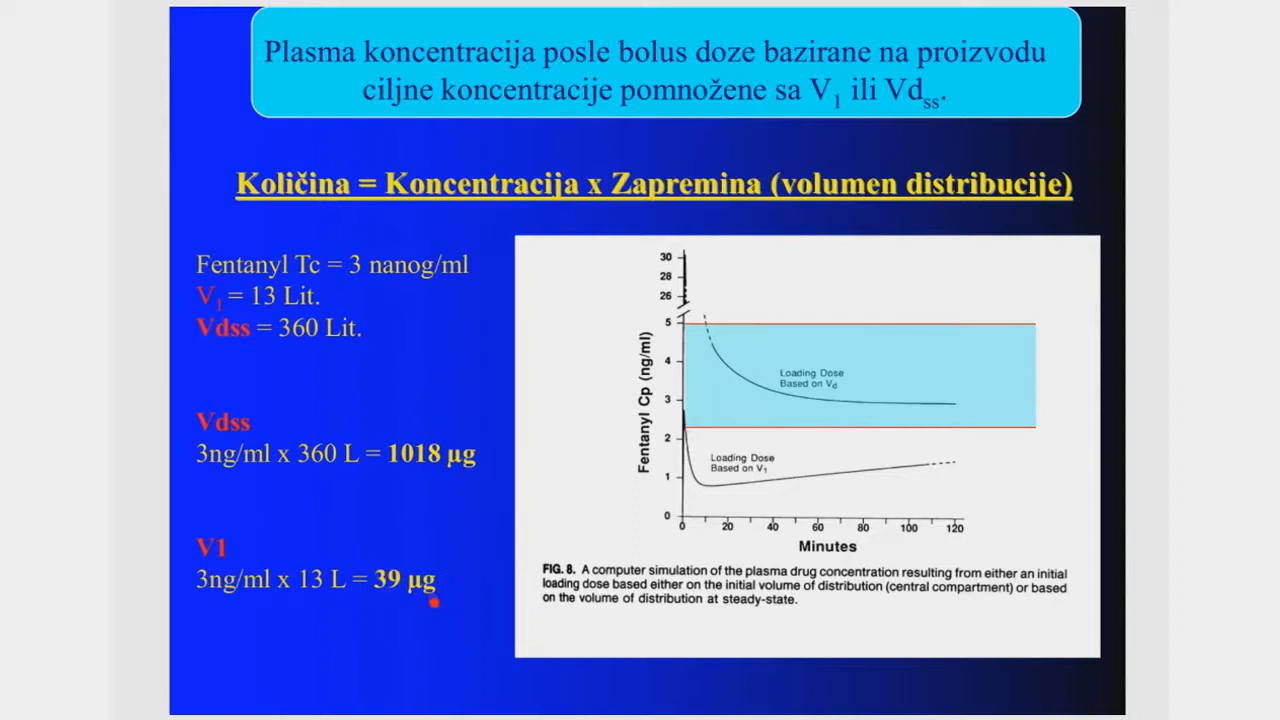 Plasma koncentracija posle bolus doze bazirane na proizvodu
ciljne koncentracije pomnožene sa V1 ili Vdss.
Količina = Koncentracija x Zapremina (volumen distribucije)
Fentanyl Tc = 3 nanog/ml
V1 = 13 Lit.
Vdss = 360 Lit.
Vdss
3ng/ml x 360 L = 1018 µg
V1
3ng/ml x 13 L = 39 µg
Fentanyl Cp (ng/ml)
30
28
26
5
4
3
2
1
0
Loading Dose
Based on Vd
Loading Dose
Based on V1
0 20 40 60 80 100 120
Minutes
FIG. 8. A computer simulation of the plasma drug concentration resulting from either an initial
loading dose based either on the initial volume of distribution (central compartment) or based
on the volume of distribution at steady-state.